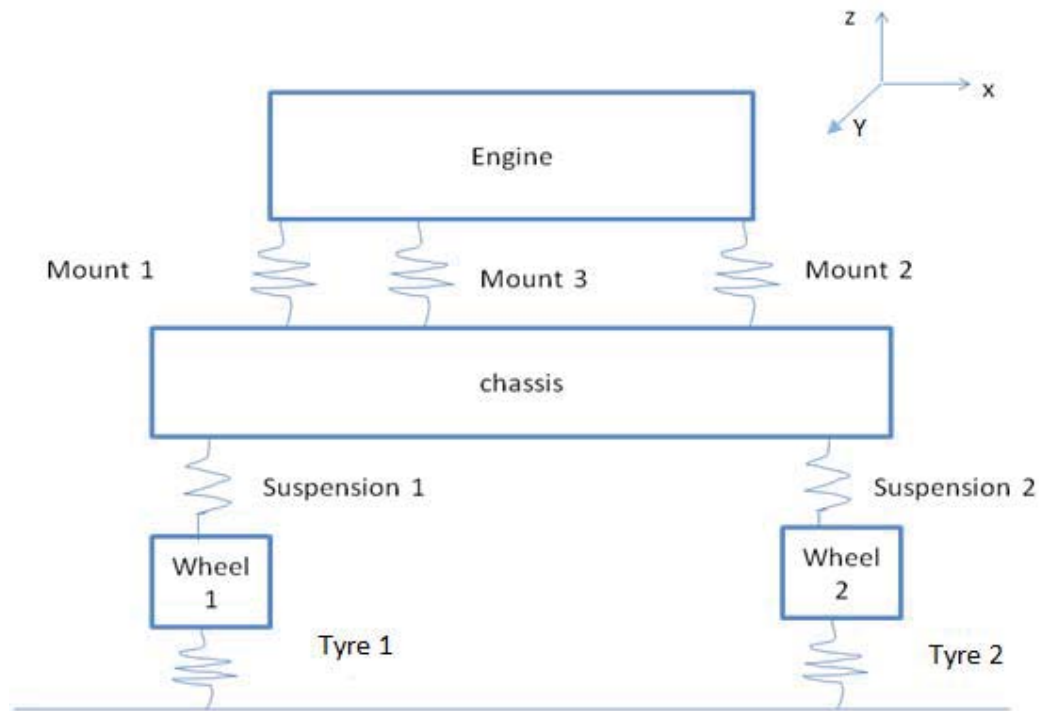 z
x
Y
Engine
Mount 1
Mount 3
Mount 2
chassis
Suspension 1
Suspension 2
Wheel
1
Wheel
2
Tyre 1
Tyre 2